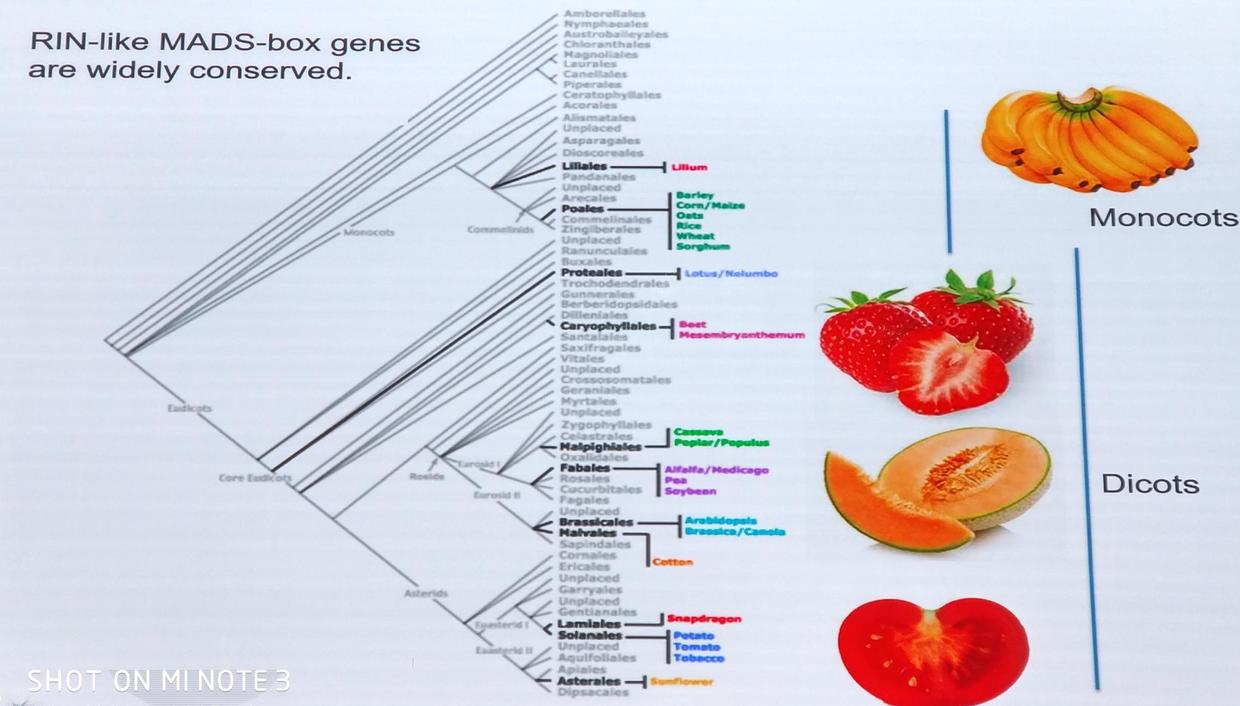 RIN-like MADS-box genes
are widely conserved.
Amborellales
Nymphaeales
Austrobaileyales
Chloranthales
Magnoliales
Laurales
Canellales
Piperales
Ceratophyllales
Acorales
Alismatales
Unplaced
Asparagales
Dioscoreales
Liliales
Lilium
Pandanales
Unplaced
Arecales
Poales
Barley
Corn/Maize
Oats
Rice
Wheat
Sorghum
Commelinales
Zingiberales
Unplaced
Ranunculales
Buxales
Proteales
Lotus/Nelumbo
Trochodendrales
Gunnerales
Berberidopsidales
Dilleniales
Caryophyllales
Beet
Mesembryanthemum
Santalales
Saxifragales
Vitales
Unplaced
Crossosomatales
Geraniales
Myrtales
Unplaced
Zygophyllales
Celastrales
Malpighiales
Cassava
Poplar/Populus
Oxalidales
Fabales
Alfalfa/Medicago
Pea
Soybean
Rosales
Cucurbitales
Fagales
Unplaced
Brassicales
Arabidopsis
Brassica/Canola
Malvales
Cotton
Sapindales
Cornales
Ericales
Unplaced
Garryales
Unplaced
Gentianales
Lamiales
Snapdragon
Solanales
Potato
Tomato
Tobacco
Unplaced
Aquifoliales
Apiales
Asterales
Sunflower
Dipsacales
Monocots
Commelinids
Eudicots
Core Eudicots
Rosids
Eurosid I
Eurosid II
Asterids
Euasterid I
Euasterid II
Monocots
Dicots
SHOT ON MI NOTE 3